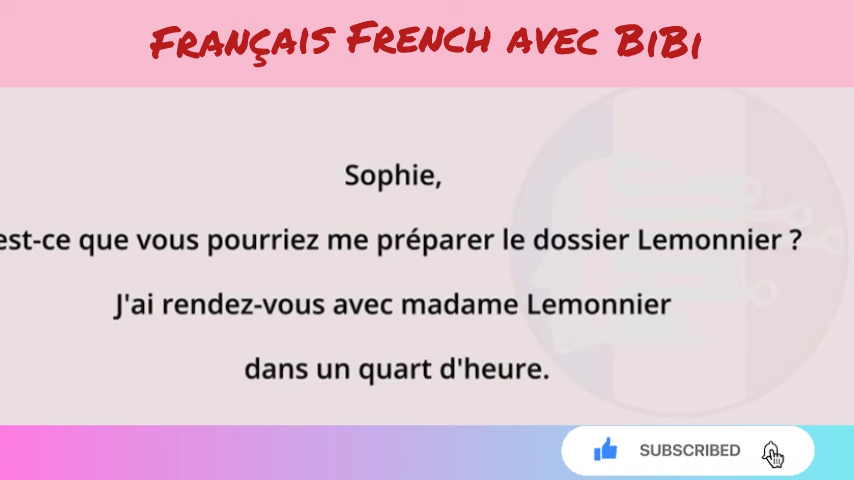 Français French avec BiBi
Sophie,
est-ce que vous pourriez me préparer le dossier Lemonnier ?
J'ai rendez-vous avec madame Lemonnier
dans un quart d'heure.
SUBSCRIBED